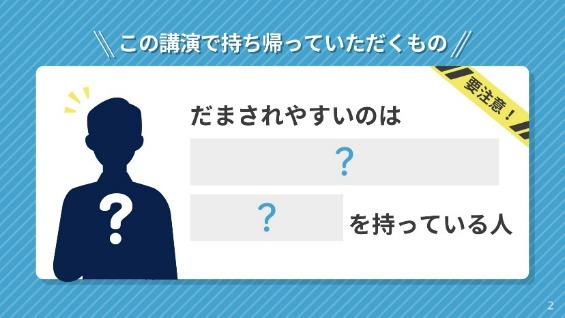 この講演で持ち帰っていただくもの
要注意！
だまされやすいのは
？
？
を持っている人
？
2